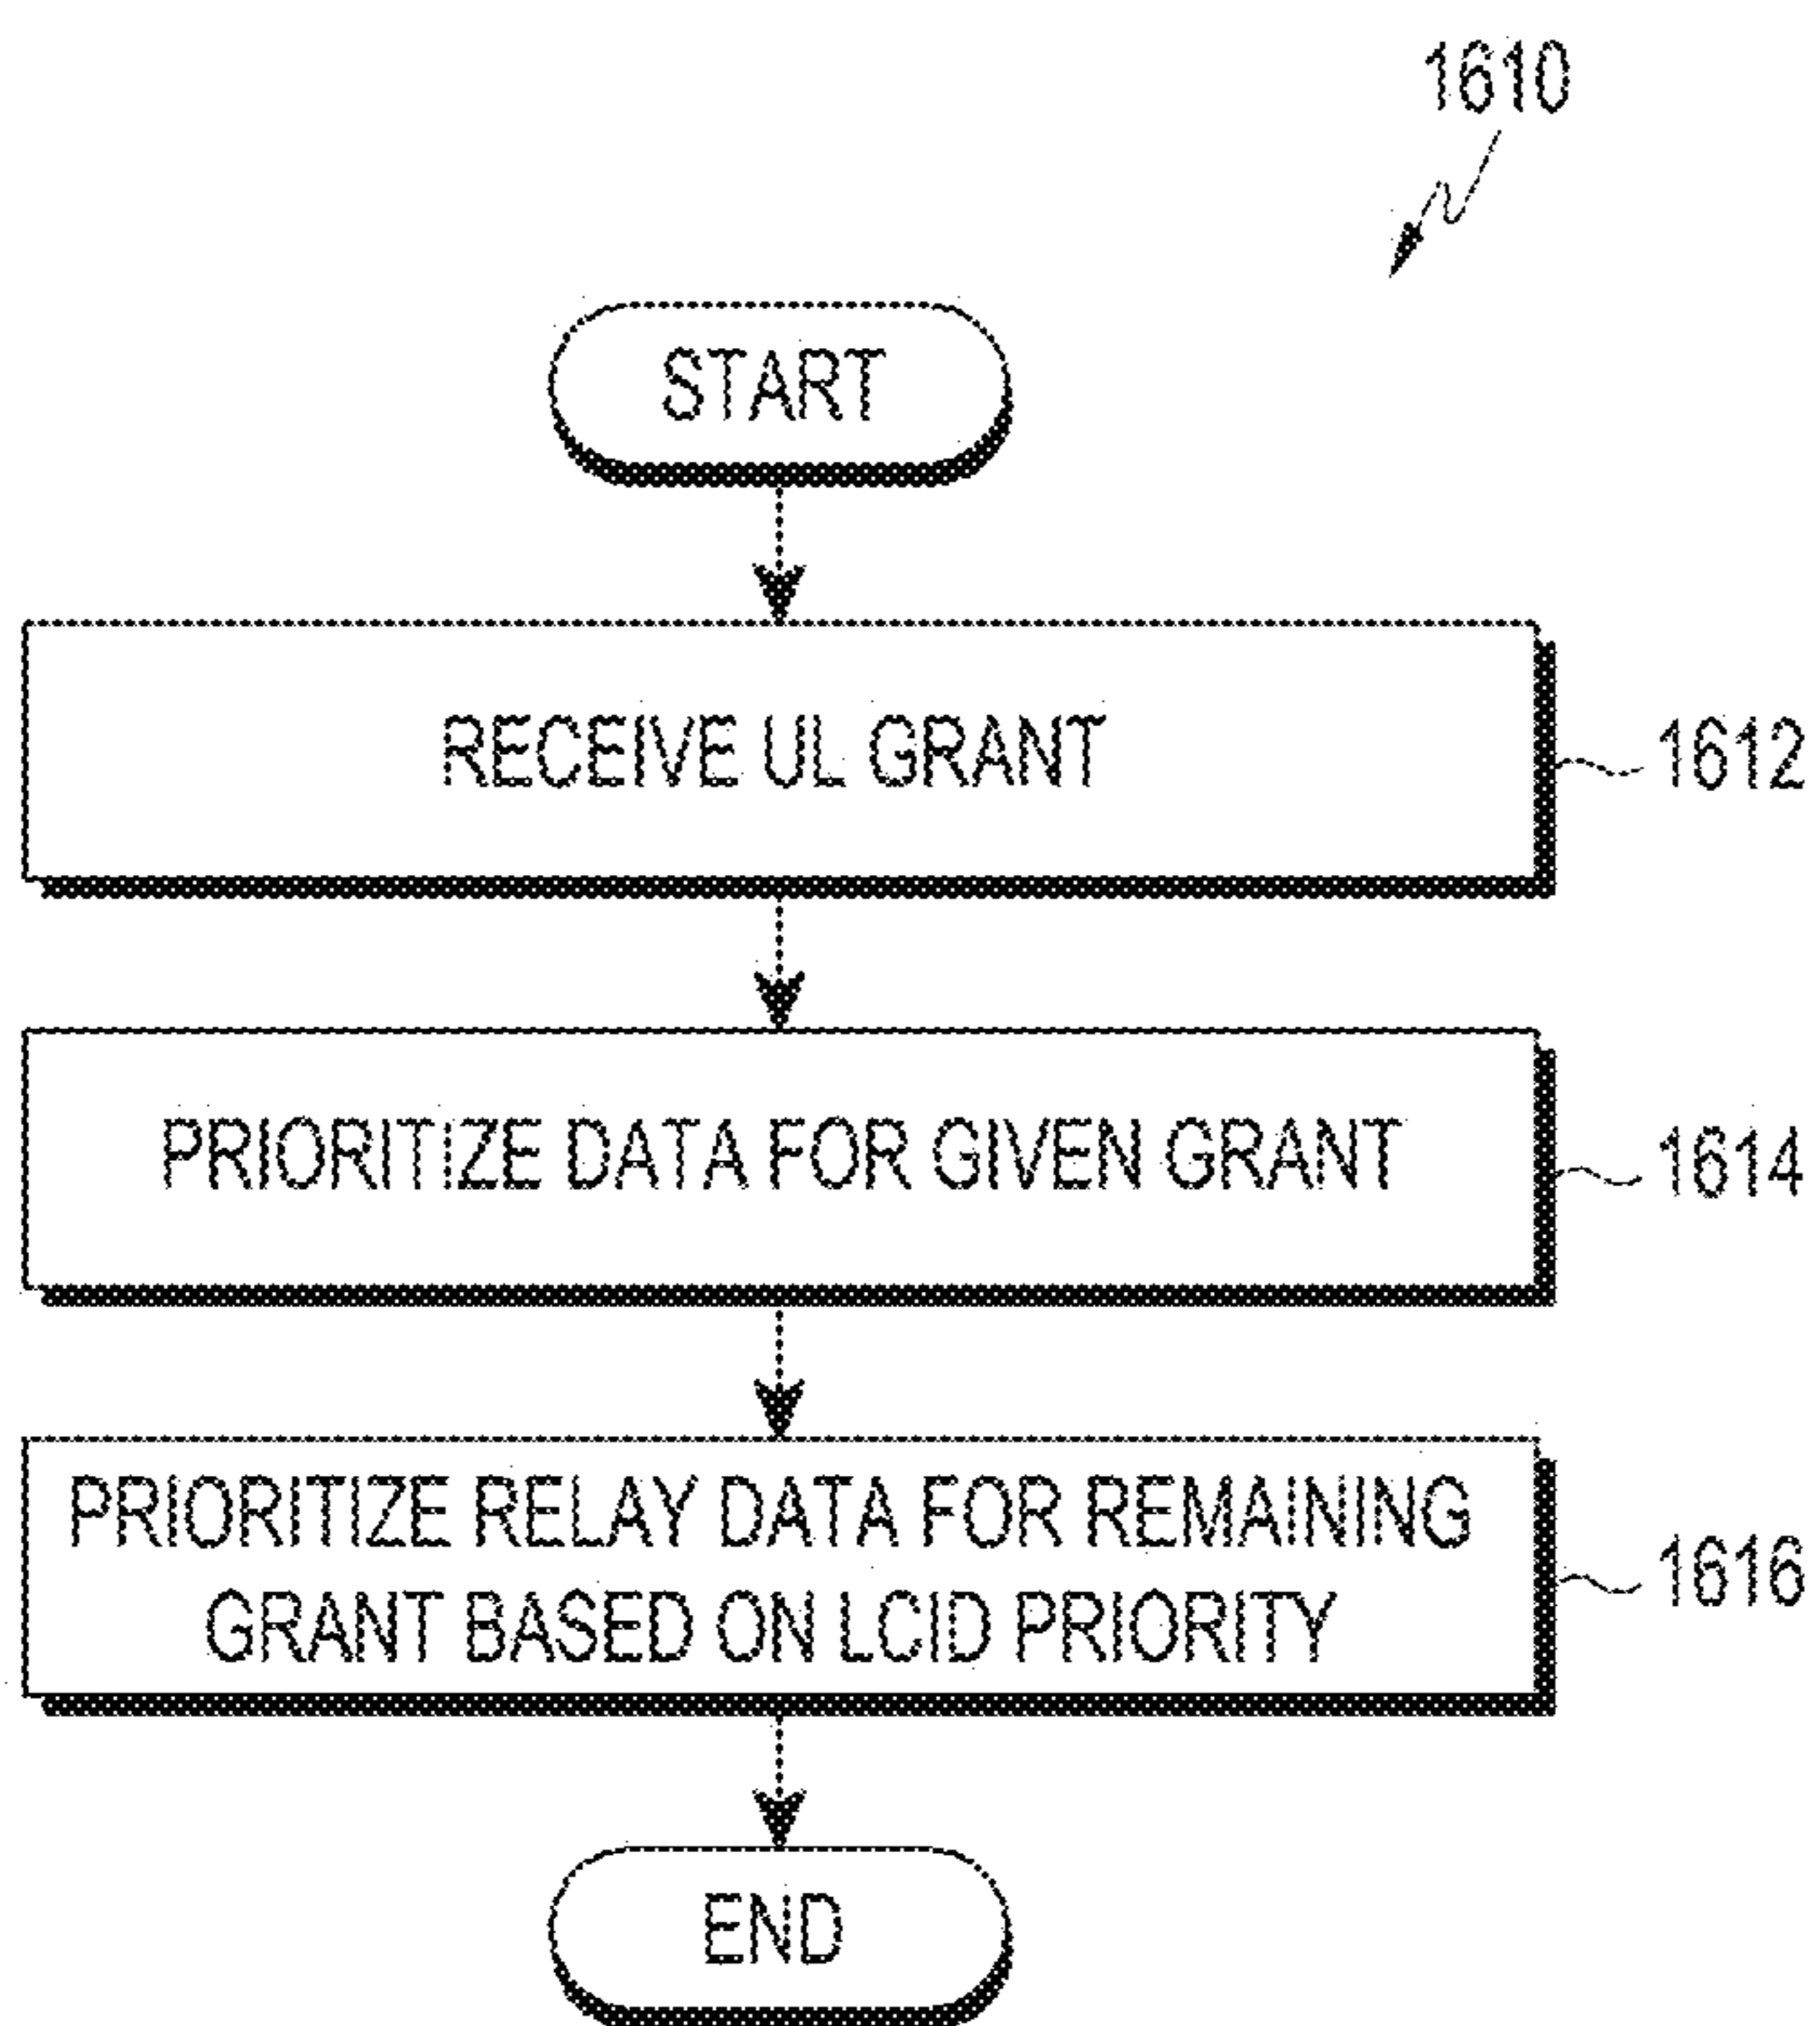 1610
START
RECEIVE UL GRANT
1612
PRIORITIZE DATA FOR GIVEN GRANT
1614
PRIORITIZE RELAY DATA FOR REMAINING
GRANT BASED ON LCID PRIORITY
1616
END